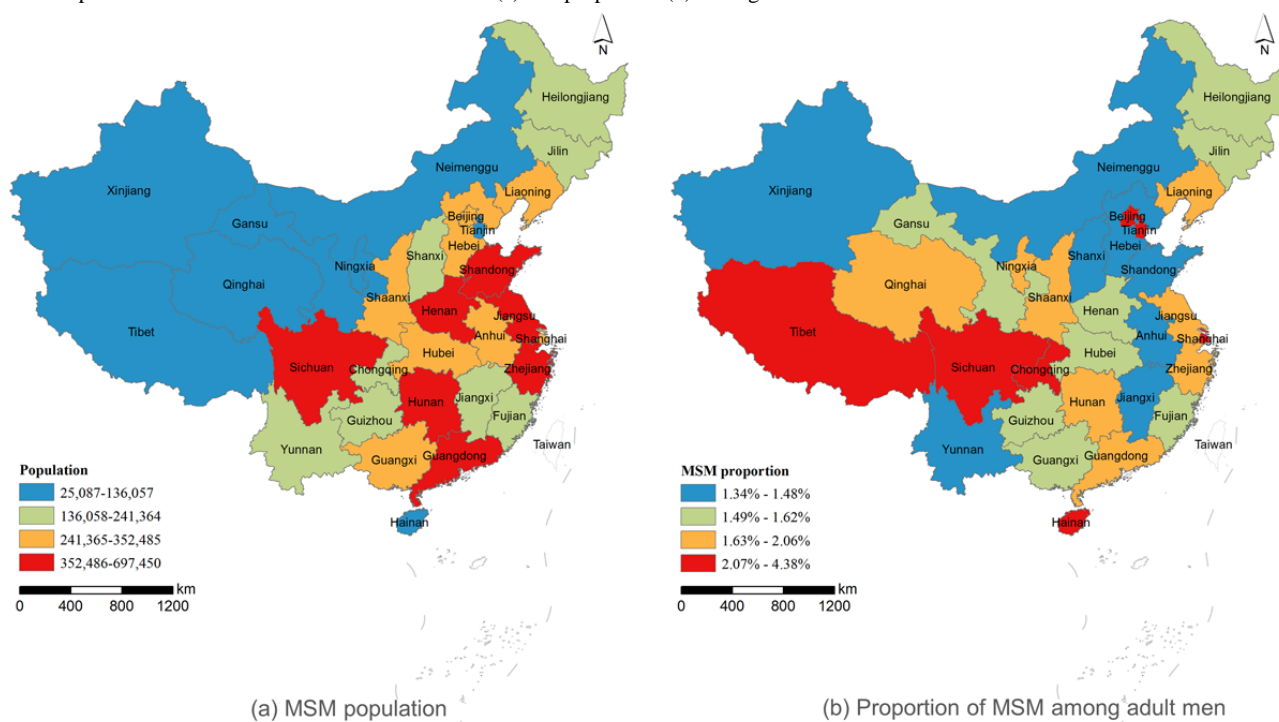 N
Heilongjiang
Jilin
Neimenggu
Liaoning
Xinjiang
Beijing
Tianjin
Gansu
Hebei
Ningxia
Shanxi
Shandong
Qinghai
Shaanxi
Henan
Jiangsu
Tibet
Anhui
Shanghai
Hubei
Sichuan
Chongqing
Zhejiang
Hunan
Jiangxi
Guizhou
Fujian
Yunnan
Taiwan
Guangxi
Guangdong
Hainan
Population
25,087-136,057
136,058-241,364
241,365-352,485
352,486-697,450
km
0 400 800 1200
(a) MSM population
N
Heilongjiang
Jilin
Neimenggu
Liaoning
Xinjiang
Beijing
Tianjin
Gansu
Hebei
Shanxi
Ningxia
Shandong
Qinghai
Shaanxi
Henan
Jiangsu
Tibet
Anhui
Shanghai
Hubei
Sichuan
Chongqing
Zhejiang
Hunan
Jiangxi
Guizhou
Fujian
Yunnan
Taiwan
Guangxi
Guangdong
Hainan
MSM proportion
1.34% - 1.48%
1.49% - 1.62%
1.63% - 2.06%
2.07% - 4.38%
km
0 400 800 1200
(b) Proportion of MSM among adult men